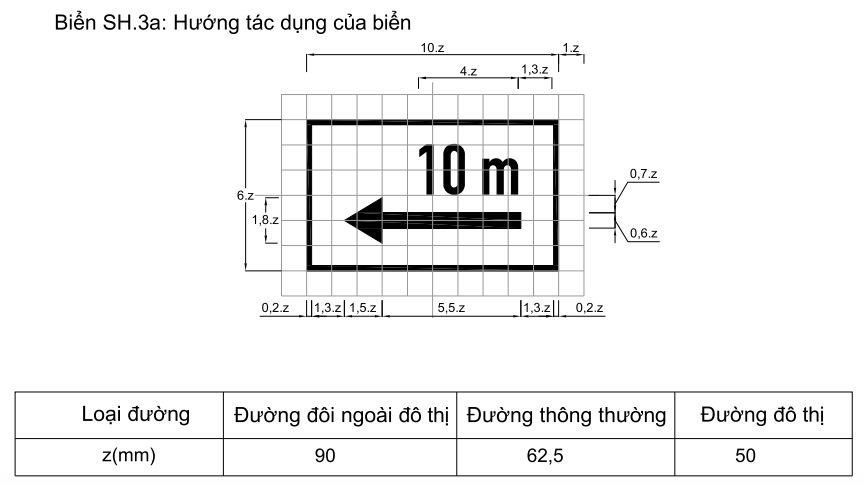 Biển SH.3a: Hướng tác dụng của biển
10.z 1.z
4.z 1,3.z
10 m
0,7.z
6.z
1,8.z
0,6.z
0,2.z 1,3.z 1,5.z 5,5.z 1,3.z 0,2.z
Loại đường Đường đôi ngoài đô thị Đường thông thường Đường đô thị
z(mm) 90 62,5 50